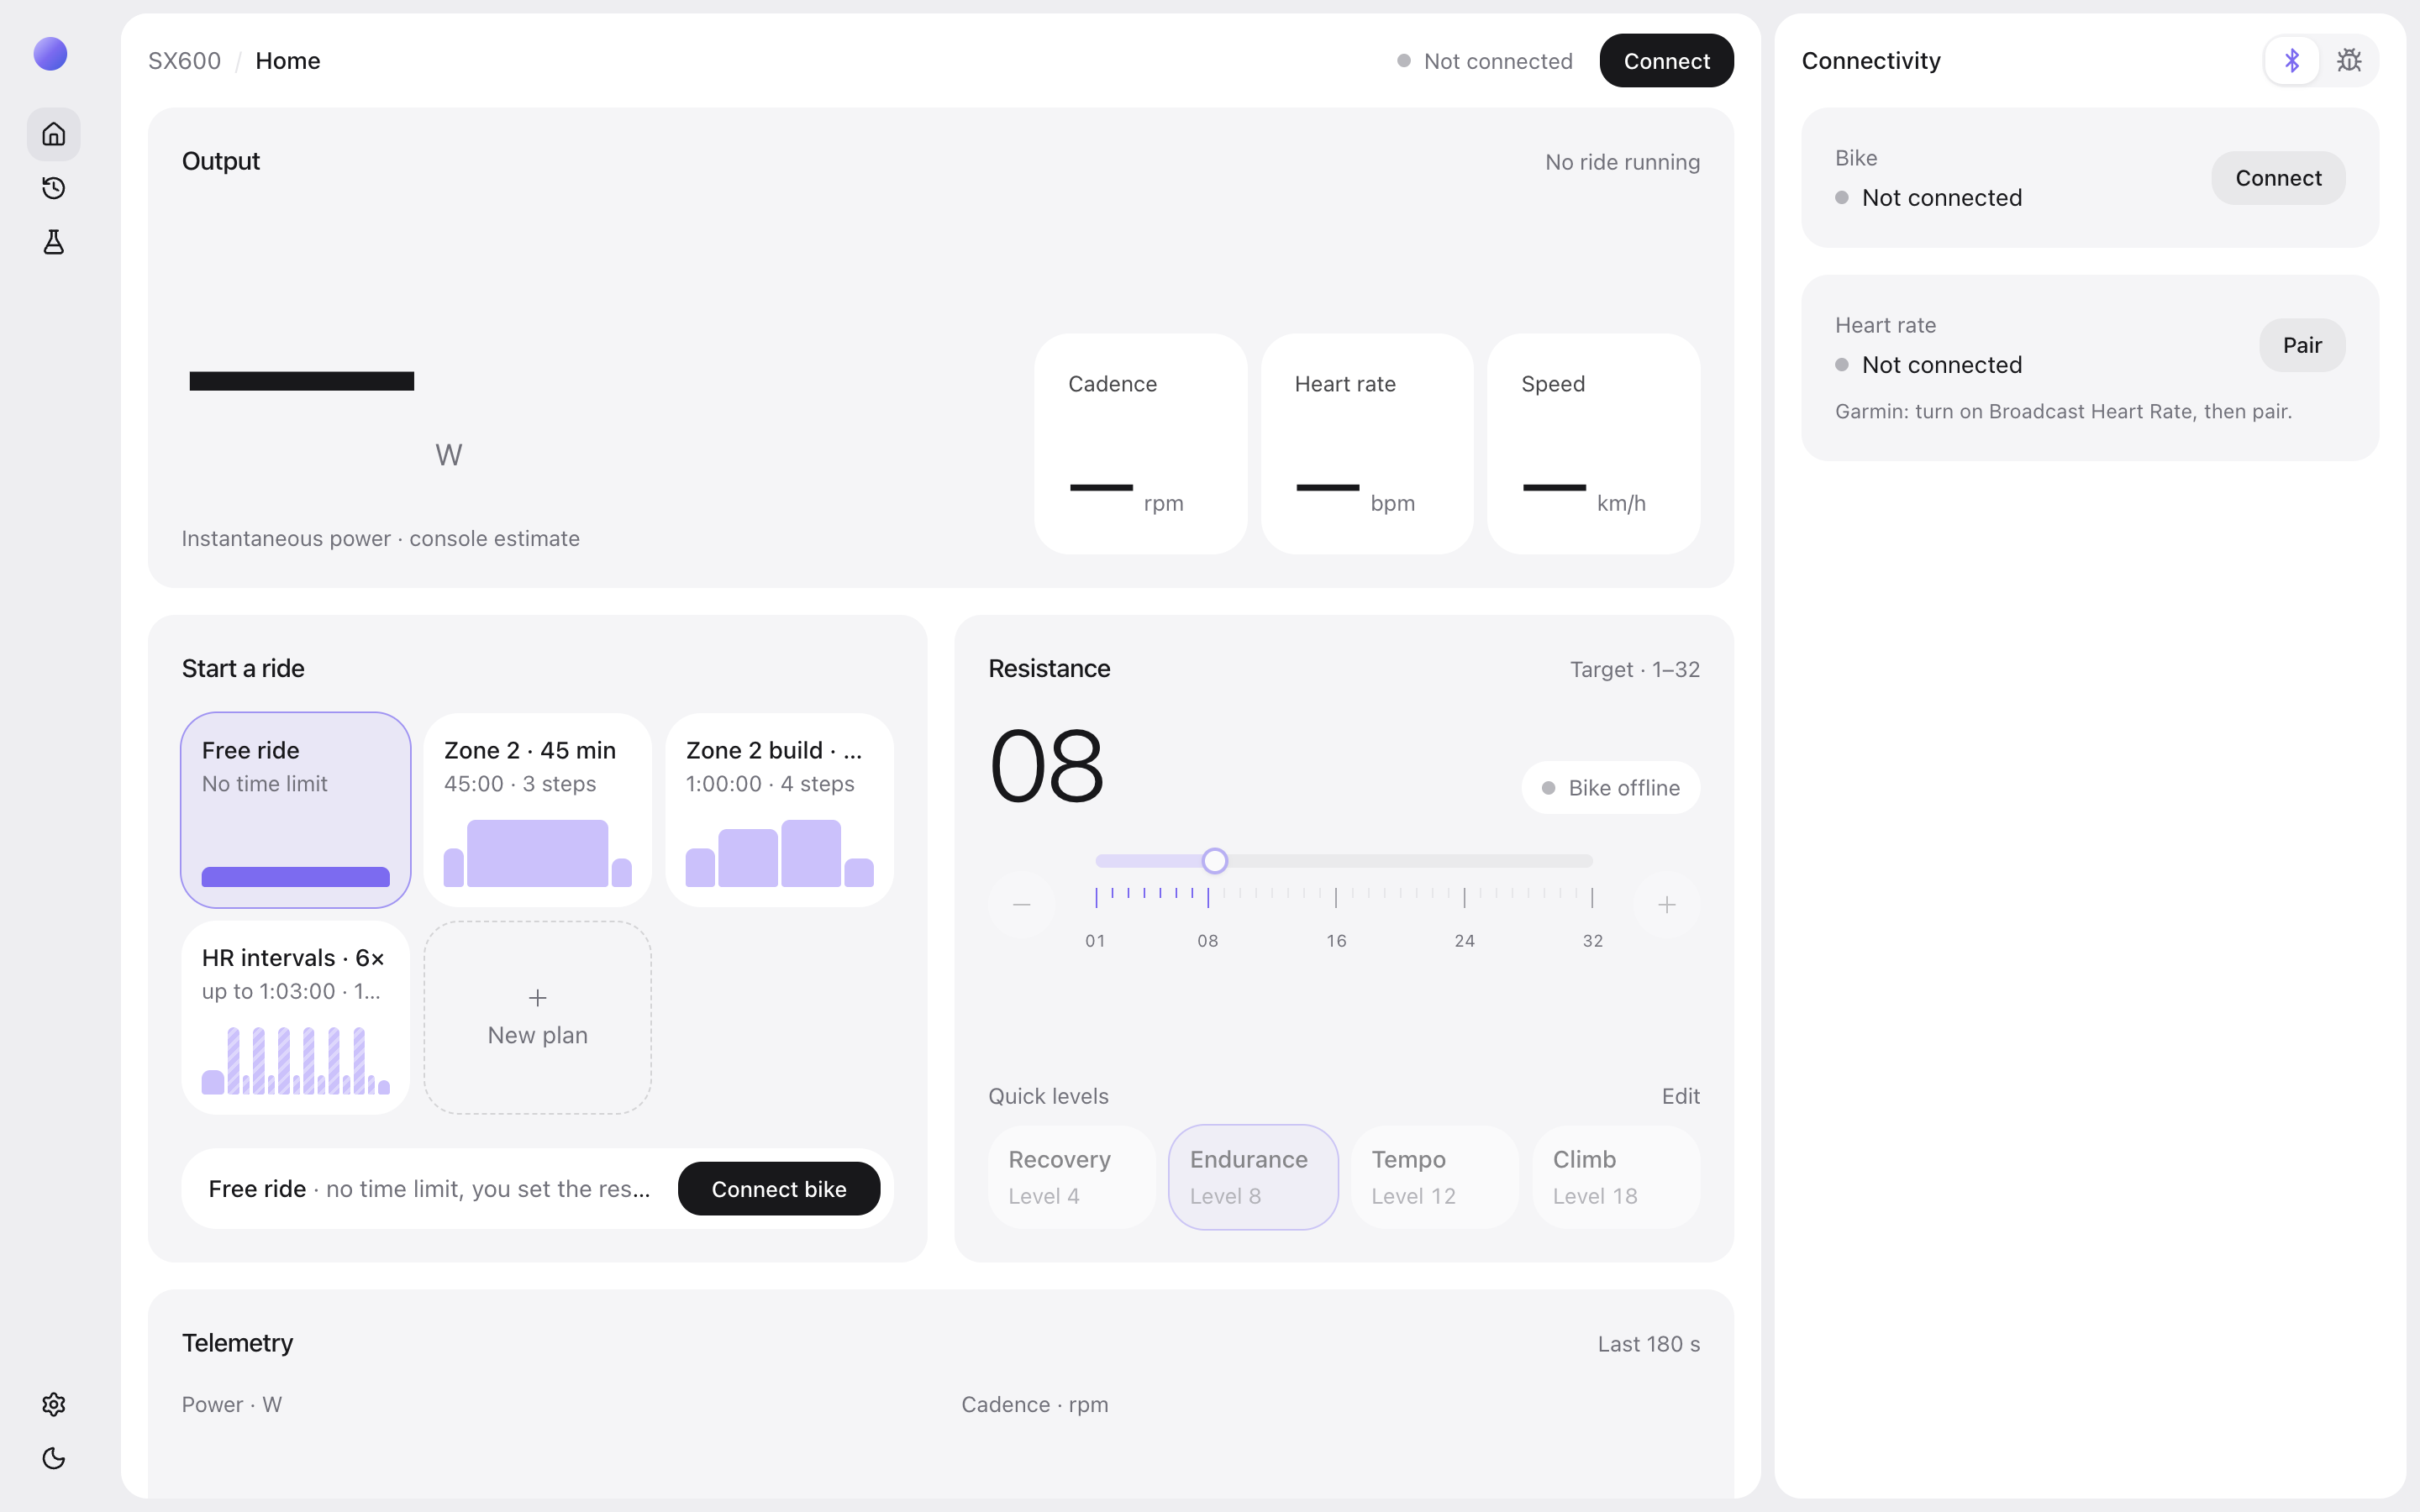 SX600 / Home
Not connected
Connect
Output
No ride running
— W
Instantaneous power · console estimate
Cadence
— rpm
Heart rate
— bpm
Speed
— km/h
Start a ride
Free ride
No time limit
Zone 2 · 45 min
45:00 · 3 steps
Zone 2 build · ...
1:00:00 · 4 steps
HR intervals · 6×
up to 1:03:00 · 1...
+
New plan
Free ride · no time limit, you set the res...
Connect bike
Resistance
Target · 1–32
08
Bike offline
−
+
01 08 16 24 32
Quick levels
Edit
Recovery
Level 4
Endurance
Level 8
Tempo
Level 12
Climb
Level 18
Telemetry
Last 180 s
Power · W
Cadence · rpm
Connectivity
Bike
Not connected
Connect
Heart rate
Not connected
Pair
Garmin: turn on Broadcast Heart Rate, then pair.